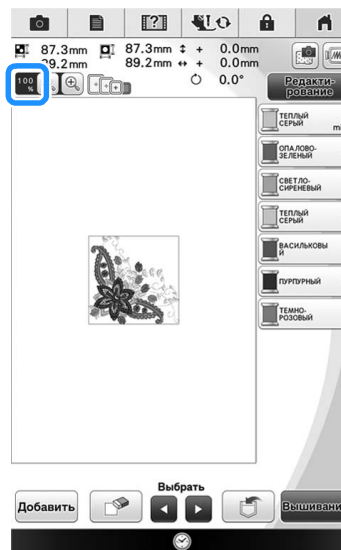 87.3mm 87.3mm + 0.0mm
89.2mm 89.2mm + 0.0mm
100 % 0.0°
Редакти-
рование
ТЕПЛЫЙ
СЕРЫЙ
mi
ОПАЛОВО-
ЗЕЛЕНЫЙ
СВЕТЛО-
СИРЕНЕВЫЙ
ТЕПЛЫЙ
СЕРЫЙ
ВАСИЛЬКОВЫ
Й
ПУРПУРНЫЙ
ТЕМНО-
РОЗОВЫЙ
Выбрать
Добавить
Вышивани